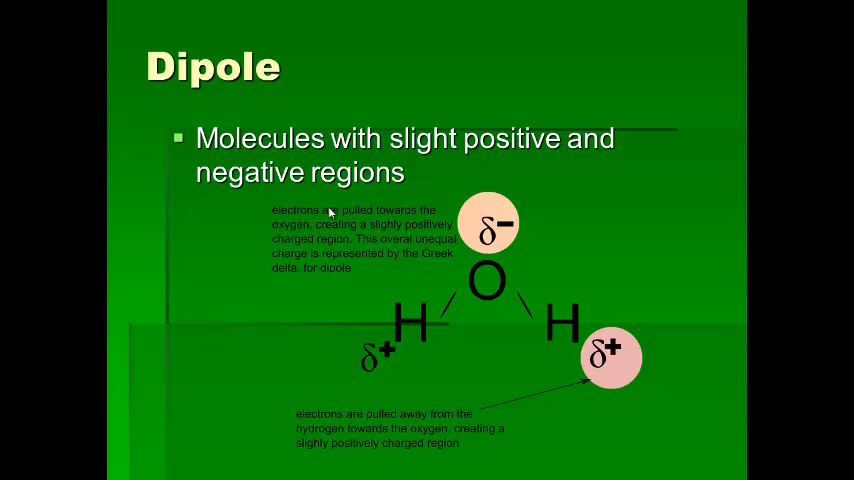 Dipole
Molecules with slight positive and
negative regions
electrons are pulled towards the
oxygen, creating a slighly positively
charged region. This overal unequal
charge is represented by the Greek
delta, for dipole
δ−
O
H H
δ+ δ+
electrons are pulled away from the
hydrogen towards the oxygen, creating a
slighly positively charged region